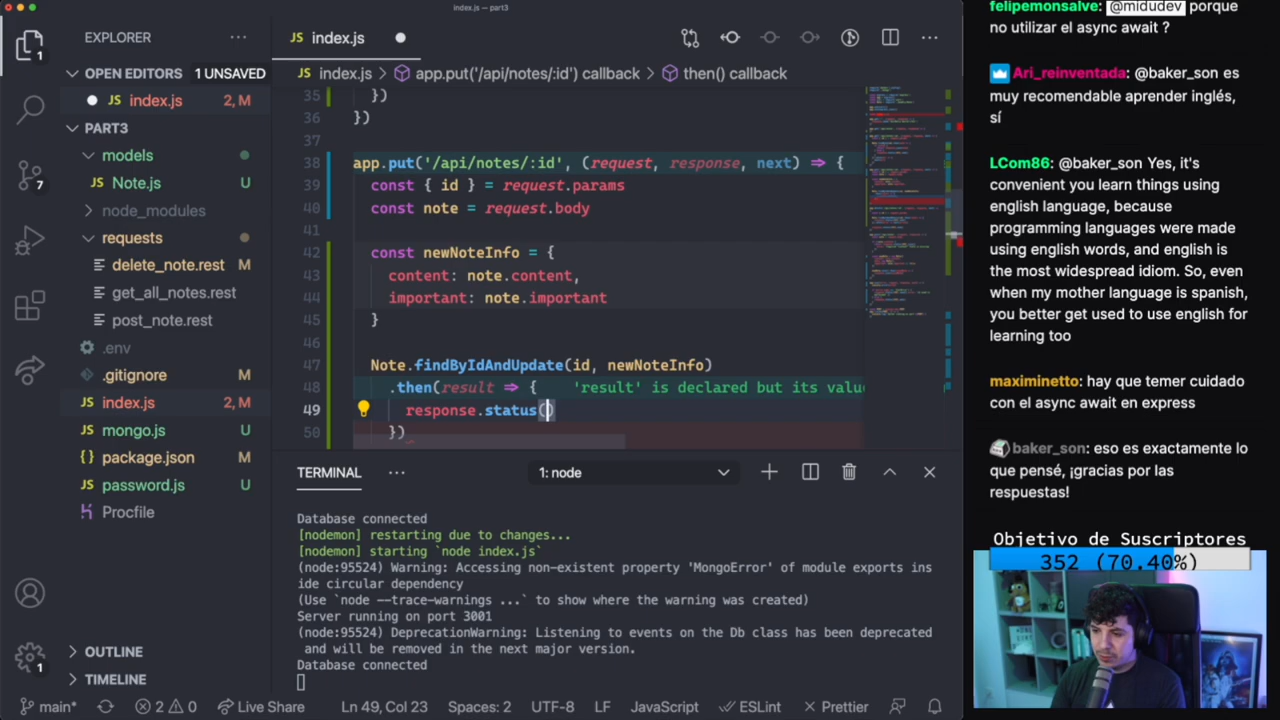 index.js — part3
EXPLORER
OPEN EDITORS
1 UNSAVED
index.js
2, M
PART3
models
Note.js
U
node_modules
requests
delete_note.rest
M
get_all_notes.rest
post_note.rest
.env
.gitignore
M
index.js
2, M
mongo.js
U
package.json
M
password.js
U
Procfile
OUTLINE
TIMELINE
1
7
1
JS index.js
JS index.js > app.put('/api/notes/:id') callback > then() callback
35 })
36 })
37
38 app.put('/api/notes/:id', (request, response, next) => {
39 const { id } = request.params
40 const note = request.body
41
42 const newNoteInfo = {
43 content: note.content,
44 important: note.important
45 }
46
47 Note.findByIdAndUpdate(id, newNoteInfo)
48 .then(result => { 'result' is declared but its valu
49 response.status()
50 })
TERMINAL
1: node
Database connected
[nodemon] restarting due to changes...
[nodemon] starting `node index.js`
(node:95524) Warning: Accessing non-existent property 'MongoError' of module exports ins
ide circular dependency
(Use `node --trace-warnings ...` to show where the warning was created)
Server running on port 3001
(node:95524) DeprecationWarning: Listening to events on the Db class has been deprecated
and will be removed in the next major version.
Database connected
main*
2
0
Live Share
Ln 49, Col 23
Spaces: 2
UTF-8
LF
JavaScript
ESLint
Prettier
felipemonsalve: @midudev porque
no utilizar el async await ?
Ari_reinventada: @baker_son es
muy recomendable aprender inglés,
sí
LCom86: @baker_son Yes, it's
convenient you learn things using
english language, because
programming languages were made
using english words, and english is
the most widespread idiom. So, even
when my mother language is spanish,
you better get used to use english for
learning too
maximinetto: hay que temer cuidado
con el async await en express
baker_son: eso es exactamente lo
que pensé, ¡gracias por las
respuestas!
Objetivo de Suscriptores
352 (70.40%)